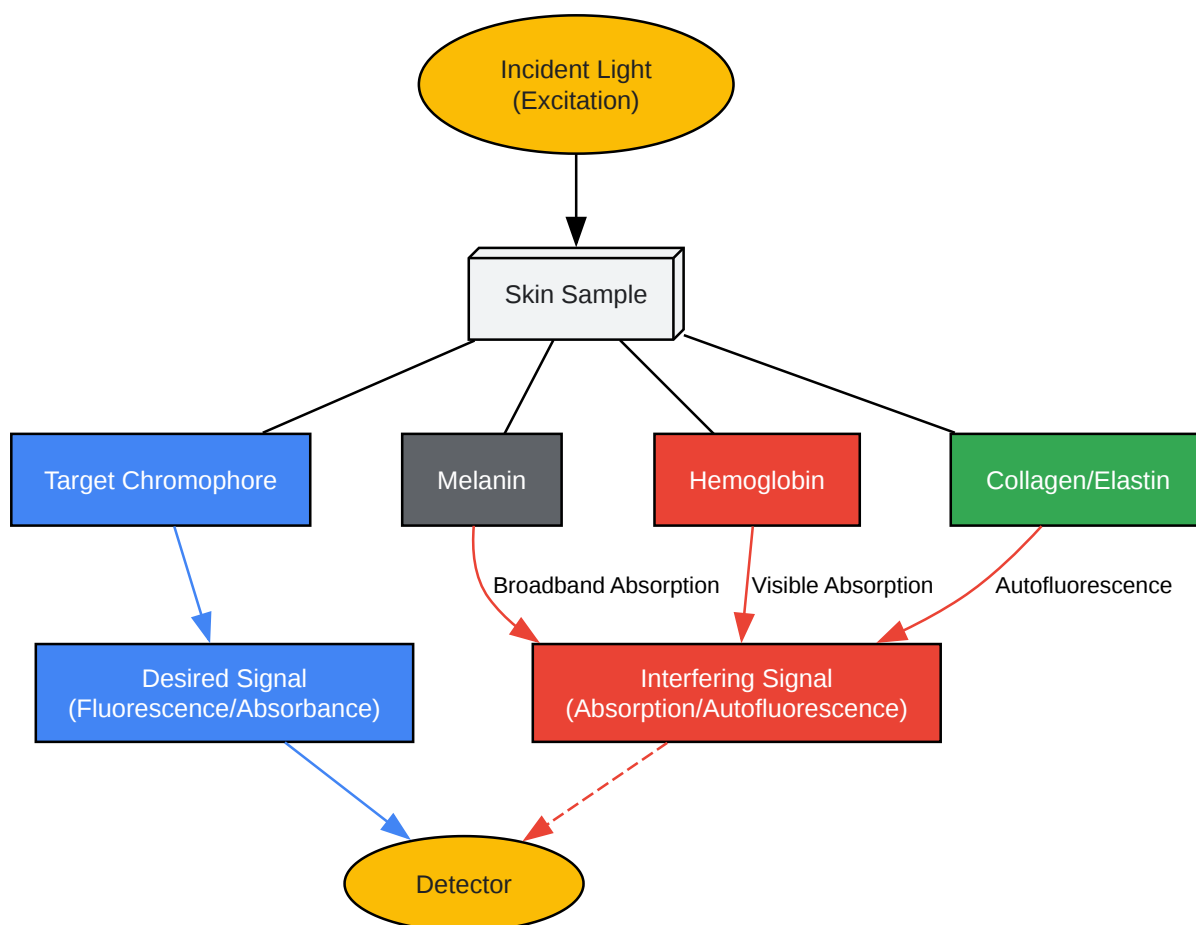 Incident Light
(Excitation)
Skin Sample
Target Chromophore
Melanin
Hemoglobin
Collagen/Elastin
Broadband Absorption
Visible Absorption
Autofluorescence
Desired Signal
(Fluorescence/Absorbance)
Interfering Signal
(Absorption/Autofluorescence)
Detector